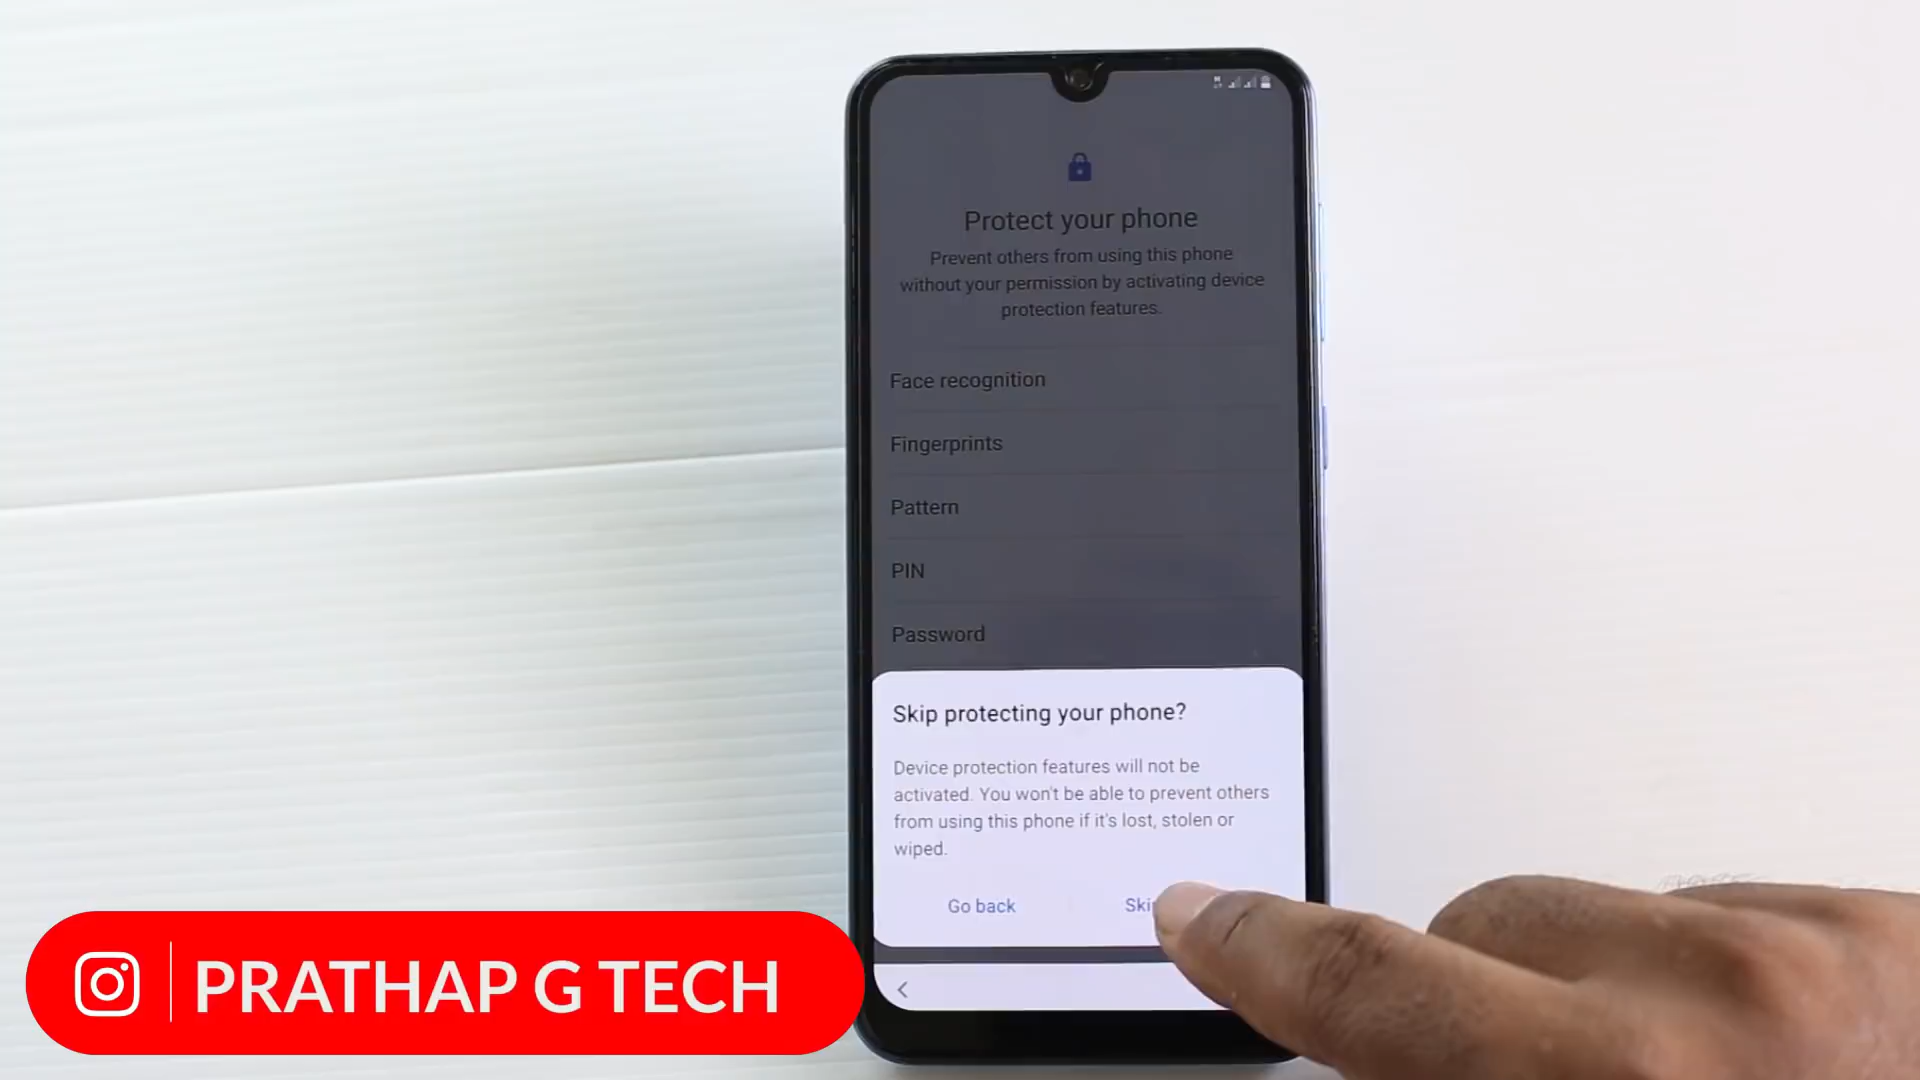 Protect your phone
Prevent others from using this phone
without your permission by activating device
protection features.
Face recognition
Fingerprints
Pattern
PIN
Password
Skip protecting your phone?
Device protection features will not be
activated. You won't be able to prevent others
from using this phone if it's lost, stolen or
wiped.
Go back
PRATHAP G TECH